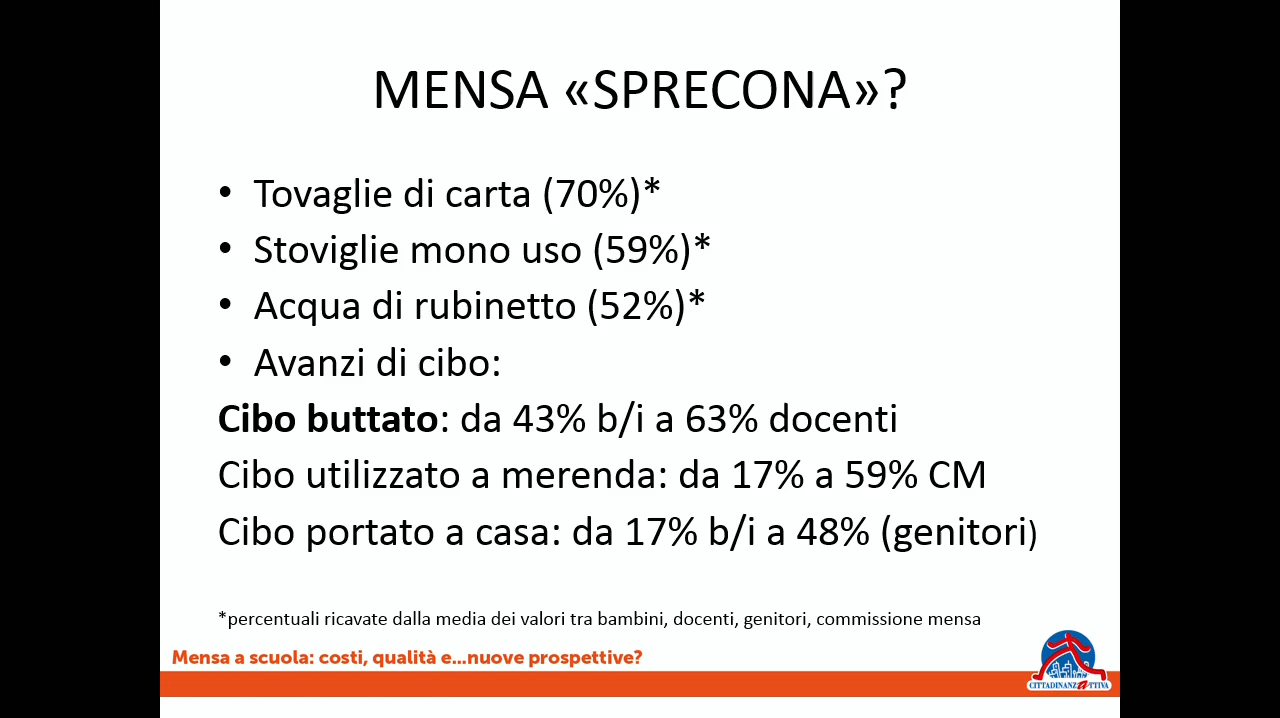 MENSA «SPRECONA»?
• Tovaglie di carta (70%)*
• Stoviglie mono uso (59%)*
• Acqua di rubinetto (52%)*
• Avanzi di cibo:
Cibo buttato: da 43% b/i a 63% docenti
Cibo utilizzato a merenda: da 17% a 59% CM
Cibo portato a casa: da 17% b/i a 48% (genitori)
*percentuali ricavate dalla media dei valori tra bambini, docenti, genitori, commissione mensa
Mensa a scuola: costi, qualità e...nuove prospettive?
CITTADINANZATTIVA